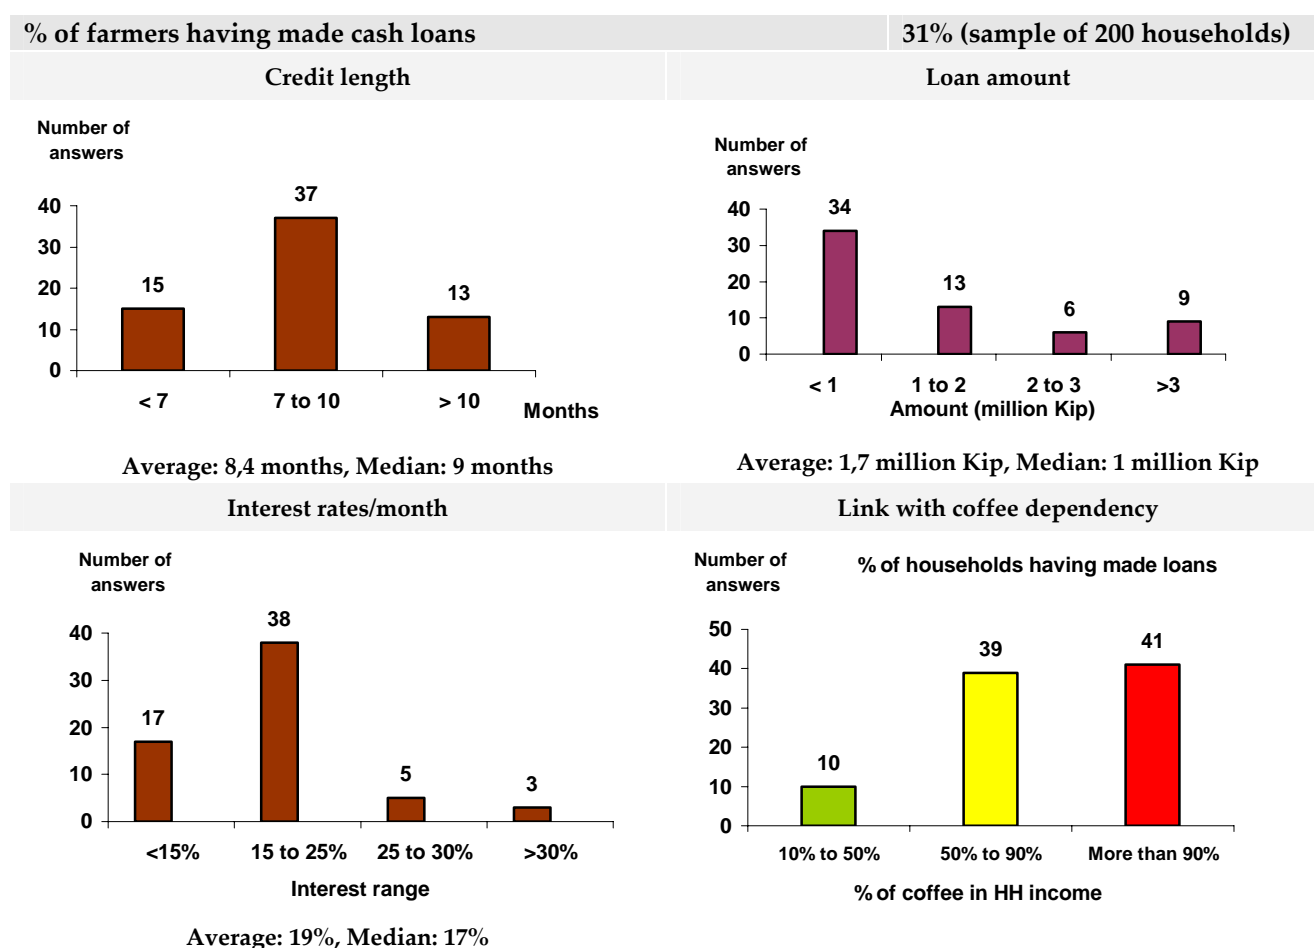 % of farmers having made cash loans 31% (sample of 200 households)
Credit length Loan amount
Number of
answers
40
30
20
10
0
15
37
13
< 7 7 to 10 > 10 Months
Average: 8,4 months, Median: 9 months
Number of
answers
40
30
20
10
0
34
13
6
9
< 1 1 to 2 2 to 3 >3
Amount (million Kip)
Average: 1,7 million Kip, Median: 1 million Kip
Interest rates/month Link with coffee dependency
Number of
answers
40
30
20
10
0
17
38
5
3
<15% 15 to 25% 25 to 30% >30%
Interest range
Average: 19%, Median: 17%
Number of
answers
% of households having made loans
50
40
30
20
10
0
10
39
41
10% to 50% 50% to 90% More than 90%
% of coffee in HH income